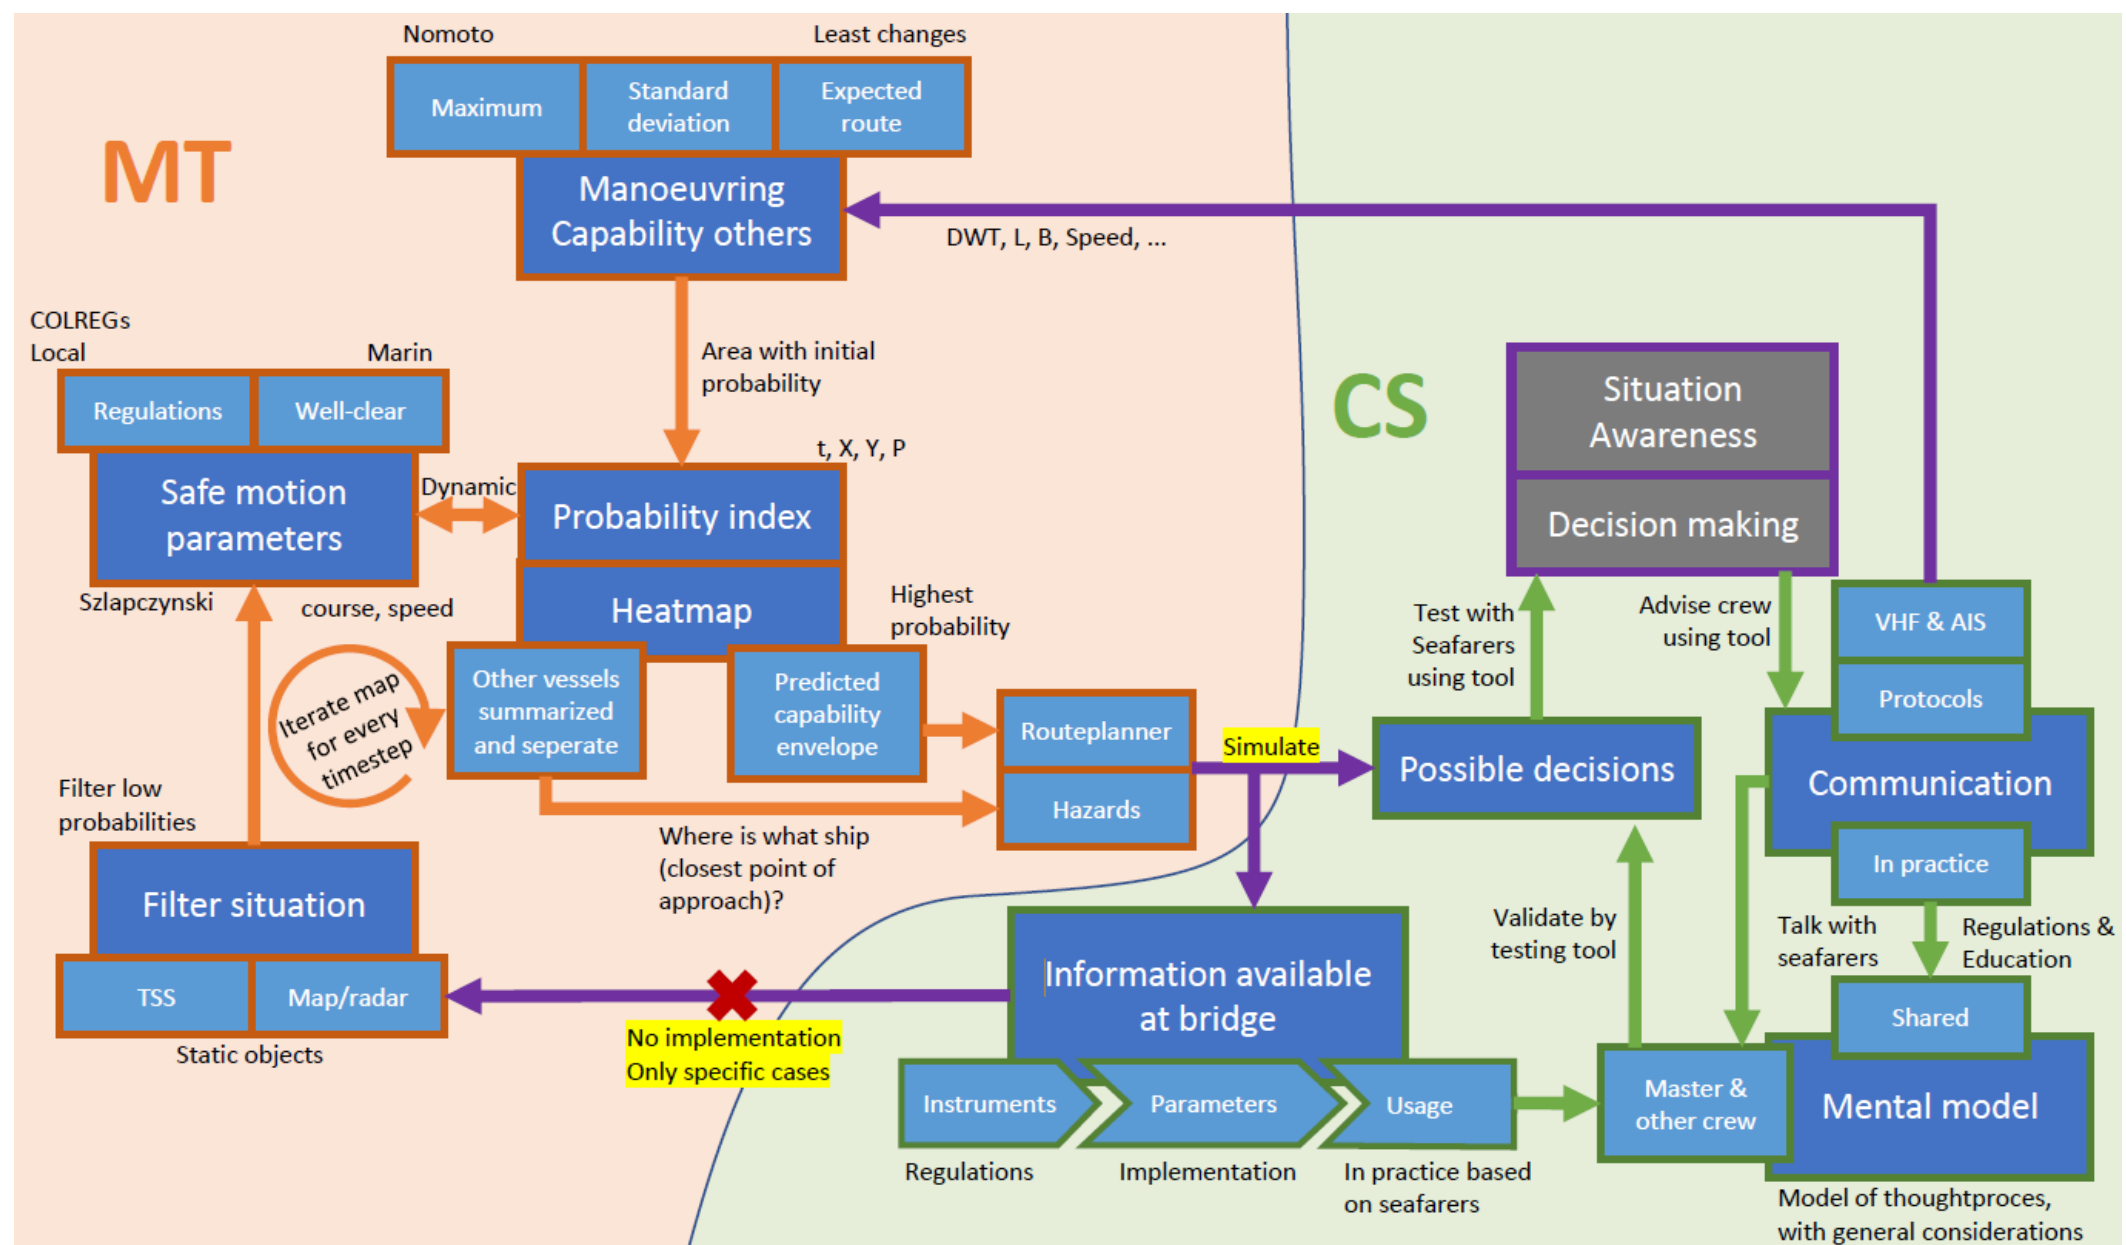 Nomoto
Least changes
Maximum
Standard
deviation
Expected
route
MT
Manoeuvring
Capability others
DWT, L, B, Speed, ...
COLREGs
Local
Marin
Area with initial
probability
Regulations
Well-clear
t, X, Y, P
Safe motion
parameters
Dynamic
Probability index
Heatmap
Szlapczynski
course, speed
Highest
probability
Iterate map
for every
timestep
Other vessels
summarized
and seperate
Predicted
capability
envelope
Routeplanner
Hazards
Simulate
Filter low
probabilities
Where is what ship
(closest point of
approach)?
Filter situation
TSS
Map/radar
Static objects
No implementation
Only specific cases
CS
Situation
Awareness
Decision making
Test with
Seafarers
using tool
Advise crew
using tool
VHF & AIS
Protocols
Possible decisions
Communication
In practice
Validate by
testing tool
Talk with
seafarers
Regulations &
Education
Information available
at bridge
Shared
Instruments
Parameters
Usage
Master &
other crew
Mental model
Regulations
Implementation
In practice based
on seafarers
Model of thoughtproces,
with general considerations